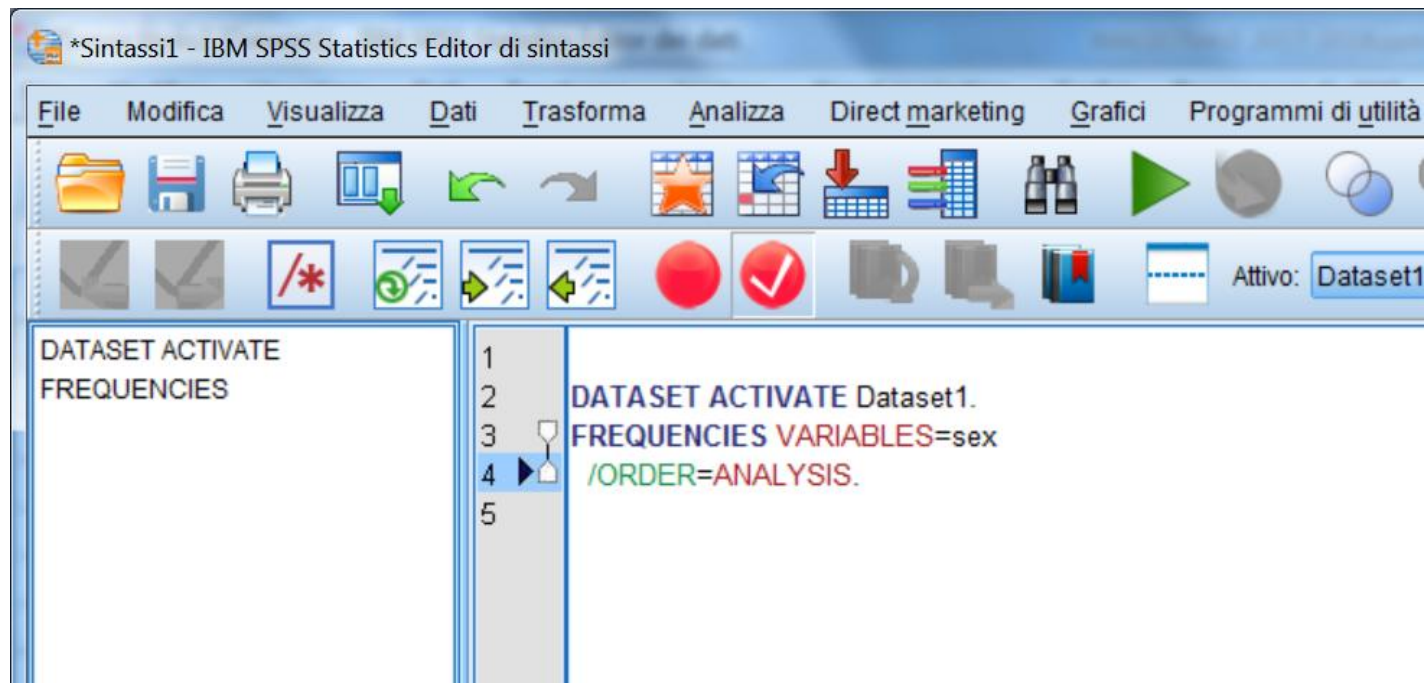 *Sintassi1 - IBM SPSS Statistics Editor di sintassi
File Modifica Visualizza Dati Trasforma Analizza Direct marketing Grafici Programmi di utilità
/*
Attivo: Dataset1
DATASET ACTIVATE
FREQUENCIES
1
2 DATASET ACTIVATE Dataset1.
3 FREQUENCIES VARIABLES=sex
4 /ORDER=ANALYSIS.
5